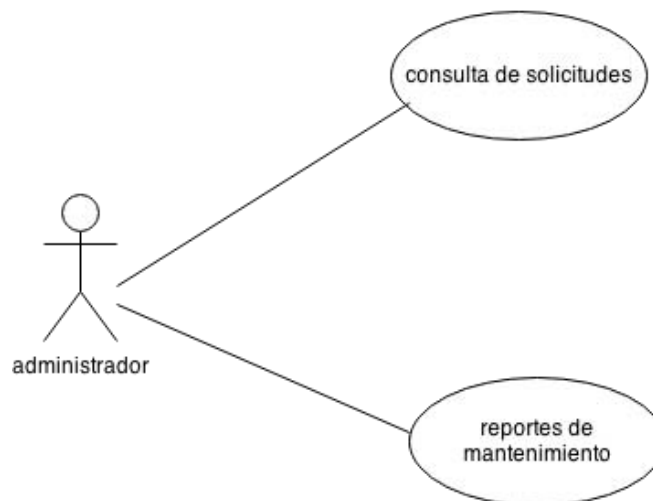 consulta de solicitudes
administrador
reportes de
mantenimiento